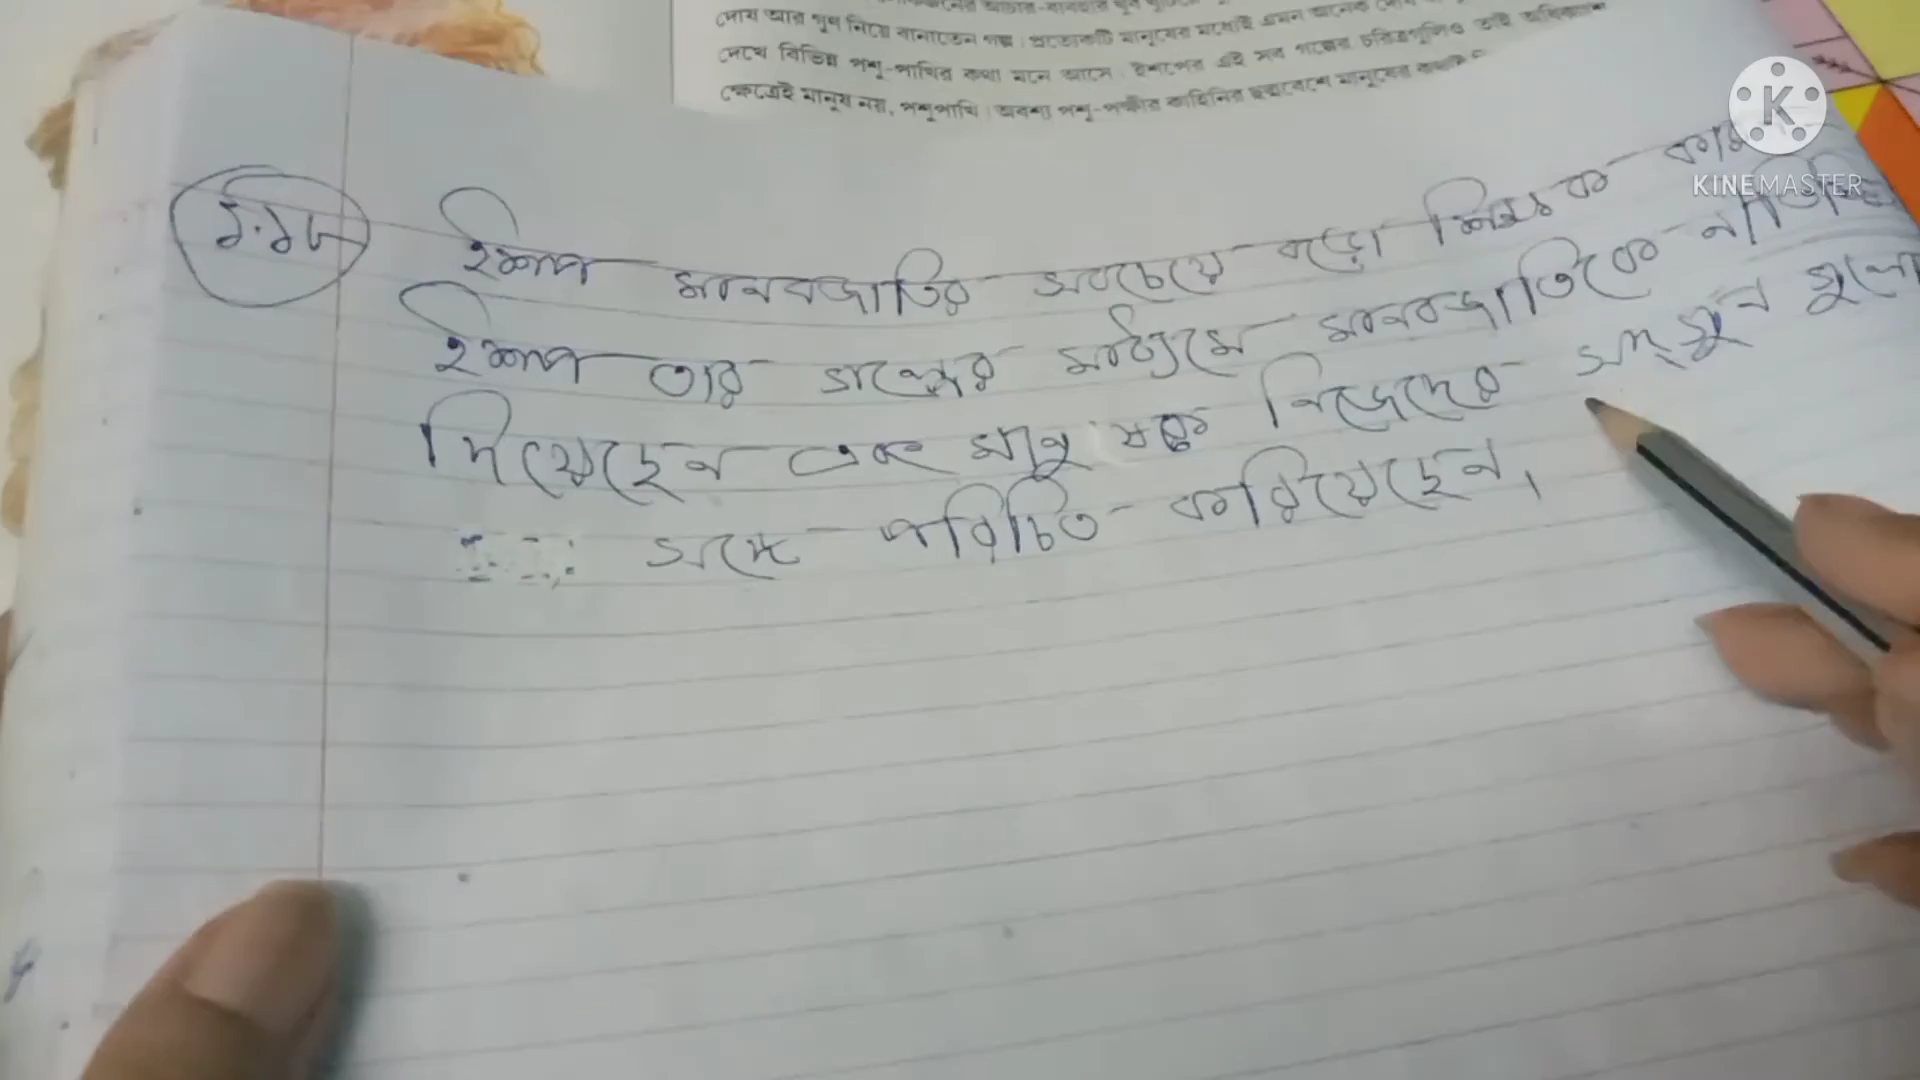 দোষ আর গুণ নিয়ে বানাতেন গল্প। প্রত্যেকটি মানুষের মধ্যেই এমন অনেক দোষ
দেখে বিভিন্ন পশু-পাখির কথা মনে আসে। ঈশপের এই সব গল্পের চরিত্রগুলিও তাই অধিকাংশ
ক্ষেত্রেই মানুষ নয়, পশুপাখি। অবশ্য পশু-পক্ষীর কাহিনির ছদ্মবেশে মানুষের
K
KINEMASTER
১.১৮ ঈশপ মানবজাতির সবচেয়ে বড়ো শিক্ষক
ঈশপ তার গল্পের মাধ্যমে মানবজাতিকে
দিয়েছেন এবং মানুষকে নিজেদের সদ্গুন গুলো
সঙ্গে পরিচিত করিয়েছেন।